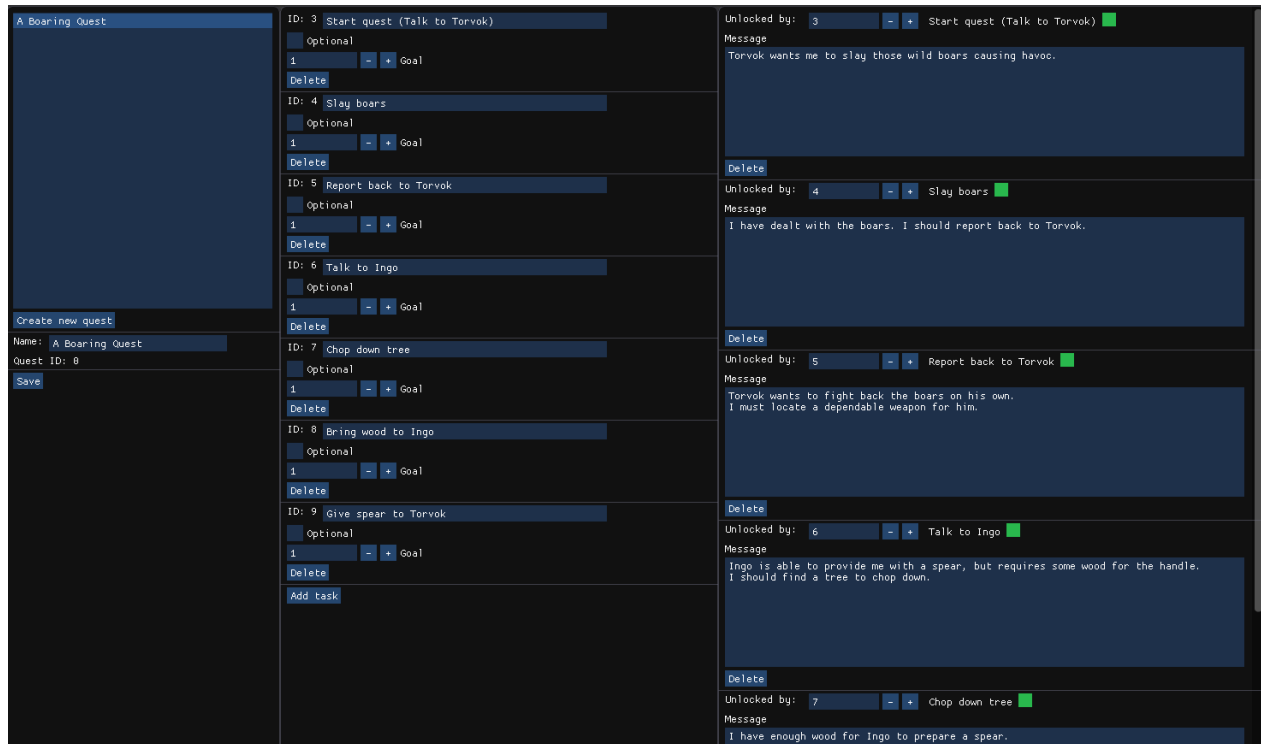 A Boaring Quest
Create new quest
Name: A Boaring Quest
Quest ID: 0
Save
ID: 3 Start quest (Talk to Torvok)
Optional
1 - + Goal
Delete
ID: 4 Slay boars
Optional
1 - + Goal
Delete
ID: 5 Report back to Torvok
Optional
1 - + Goal
Delete
ID: 6 Talk to Ingo
Optional
1 - + Goal
Delete
ID: 7 Chop down tree
Optional
1 - + Goal
Delete
ID: 8 Bring wood to Ingo
Optional
1 - + Goal
Delete
ID: 9 Give spear to Torvok
Optional
1 - + Goal
Delete
Add task
Unlocked by: 3 - + Start quest (Talk to Torvok)
Message
Torvok wants me to slay those wild boars causing havoc.
Delete
Unlocked by: 4 - + Slay boars
Message
I have dealt with the boars. I should report back to Torvok.
Delete
Unlocked by: 5 - + Report back to Torvok
Message
Torvok wants to fight back the boars on his own.
I must locate a dependable weapon for him.
Delete
Unlocked by: 6 - + Talk to Ingo
Message
Ingo is able to provide me with a spear, but requires some wood for the handle.
I should find a tree to chop down.
Delete
Unlocked by: 7 - + Chop down tree
Message
I have enough wood for Ingo to prepare a spear.